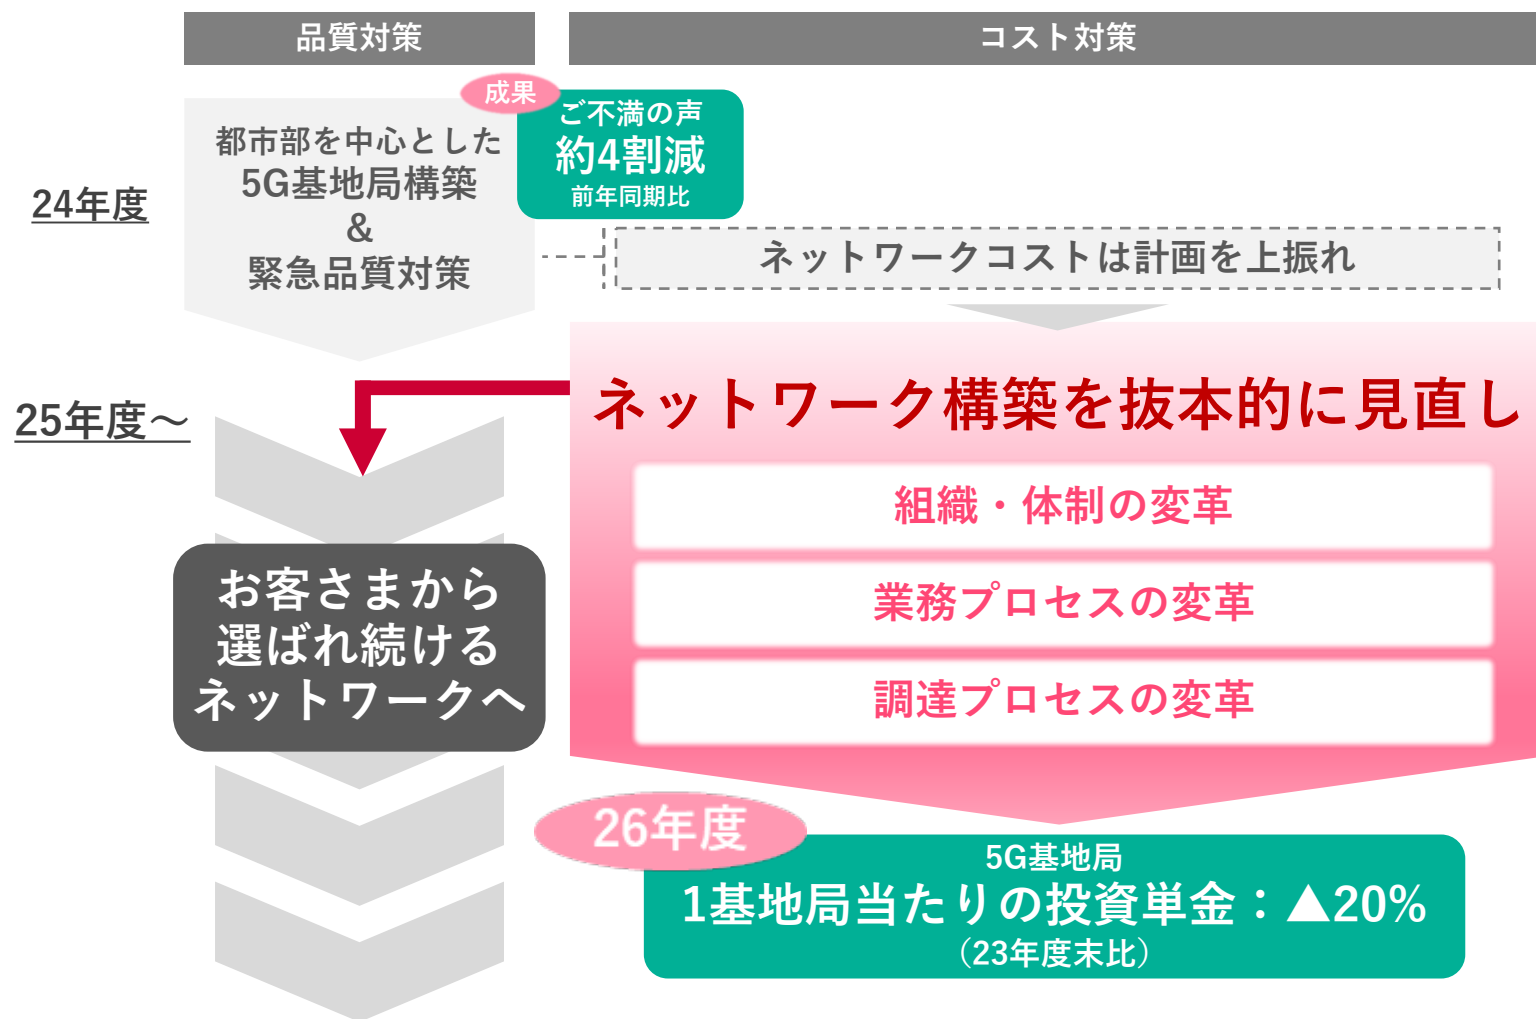 品質対策
コスト対策
24年度
都市部を中心とした
5G基地局構築
&
緊急品質対策
成果
ご不満の声
約4割減
前年同期比
ネットワークコストは計画を上振れ
25年度～
ネットワーク構築を抜本的に見直し
組織・体制の変革
業務プロセスの変革
調達プロセスの変革
お客さまから
選ばれ続ける
ネットワークへ
26年度
5G基地局
1基地局当たりの投資単金：▲20%
（23年度末比）